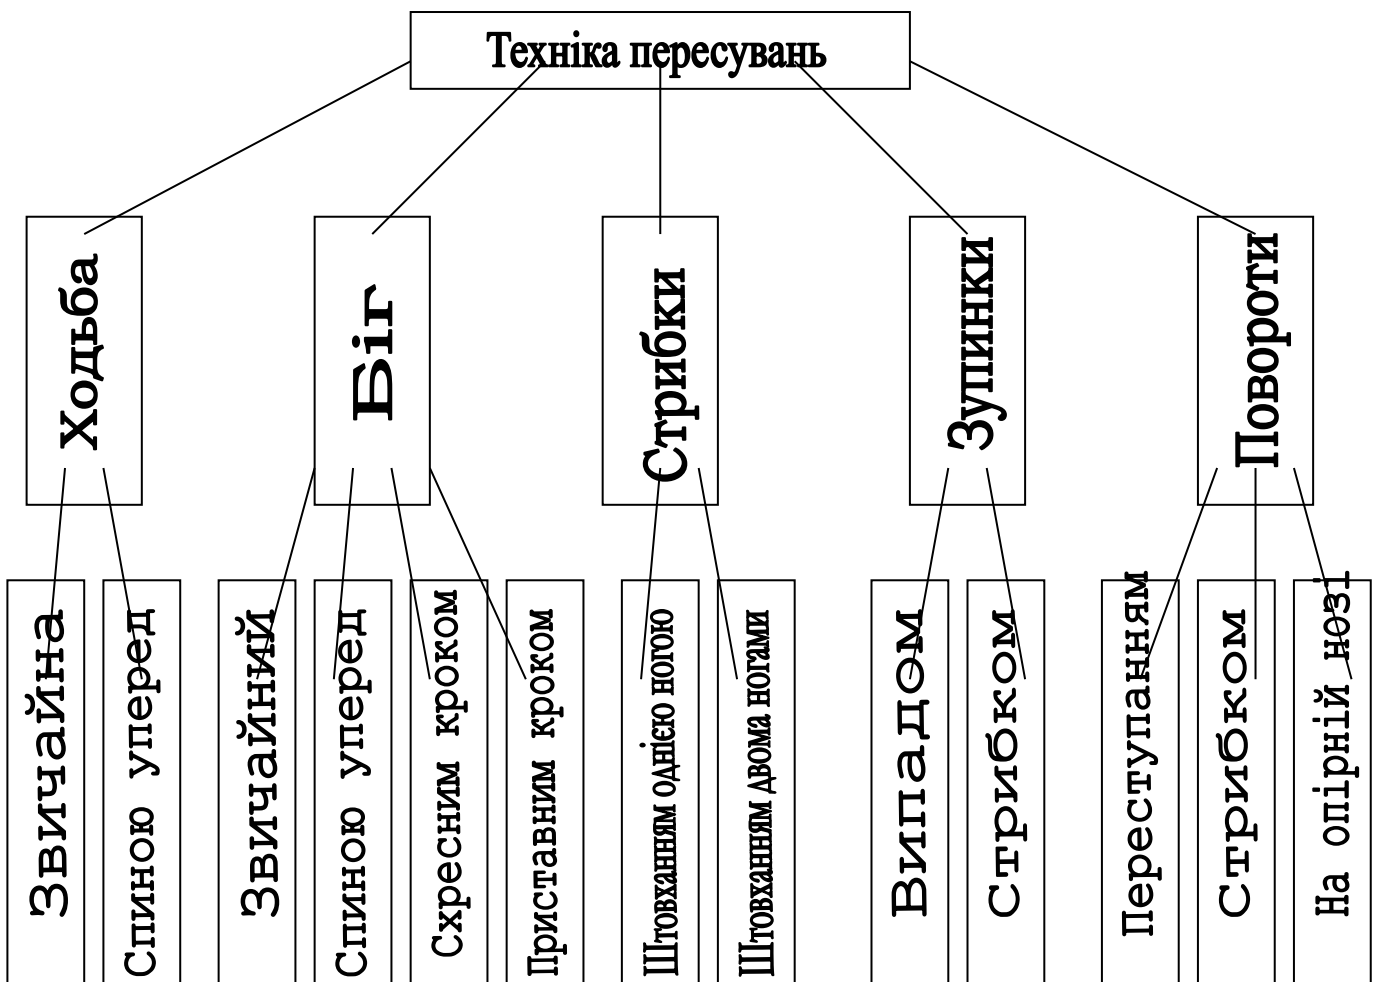 Техніка пересувань
Ходьба
Біг
Стрибки
Зупинки
Повороти
Звичайна
Спиною уперед
Звичайний
Спиною уперед
Схресним кроком
Приставним кроком
Штовханням однією ногою
Штовханням двома ногами
Випадом
Стрибком
Переступанням
Стрибком
На опірній нозі